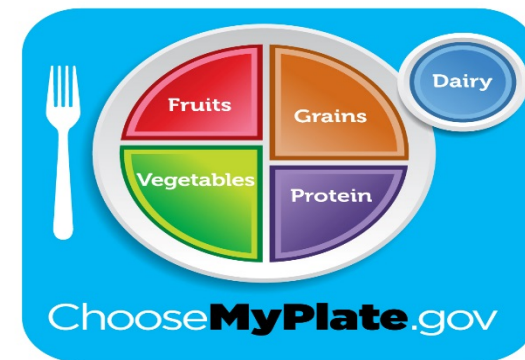 Fruits
Grains
Dairy
Vegetables
Protein
ChooseMyPlate.gov